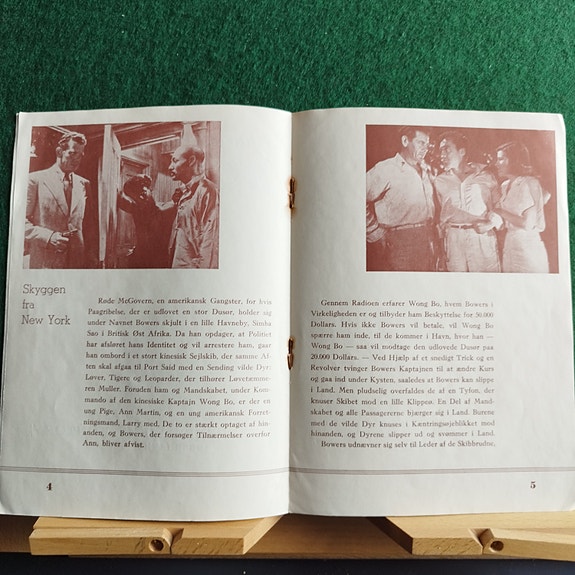 Skyggen
fra
New York
Røde McGovern, en amerikansk Gangster, for hvis
Paagribelse, der er udlovet en stor Dusør, holder sig
under Navnet Bowers skjult i en lille Havneby, Simba
Sao i Britisk Øst Afrika. Da han opdager, at Politiet
har afsløret hans Identitet og vil arrestere ham, gaar
han ombord i et stort kinesisk Sejlskib, der samme Af-
ten skal afgaa til Port Said med en Sending vilde Dyr:
Løver, Tigere og Leoparder, der tilhører Løvetæmme-
ren Muller. Foruden ham og Mandskabet, under Kom-
mando af den kinesiske Kaptajn Wong Bo, er der en
ung Pige, Ann Martin, og en ung amerikansk Forret-
ningsmand, Larry med. De to er stærkt optaget af hin-
anden, og Bowers, der forsøger Tilnærmelser overfor
Ann, bliver afvist.
4
Gennem Radioen erfarer Wong Bo, hvem Bowers i
Virkeligheden er og tilbyder ham Beskyttelse for 50.000
Dollars. Hvis ikke Bowers vil betale, vil Wong Bo
spærre ham inde, til de kommer i Havn, hvor han —
Wong Bo — saa vil modtage den udlovede Dusør paa
20.000 Dollars. — Ved Hjælp af et snedigt Trick og en
Revolver tvinger Bowers Kaptajnen til at ændre Kurs
og gaa ind under Kysten, saaledes at Bowers kan slippe
i Land. Men pludselig overfaldes de af en Tyfon, der
knuser Skibet mod en lille Klippeø. En Del af Mand-
skabet og alle Passagererne bjærger sig i Land. Burene
med de vilde Dyr knuses i Kæntringsøjeblikket mod
hinanden, og Dyrene slipper ud og svømmer i Land.
Bowers udnævner sig selv til Leder af de Skibbrudne.
5